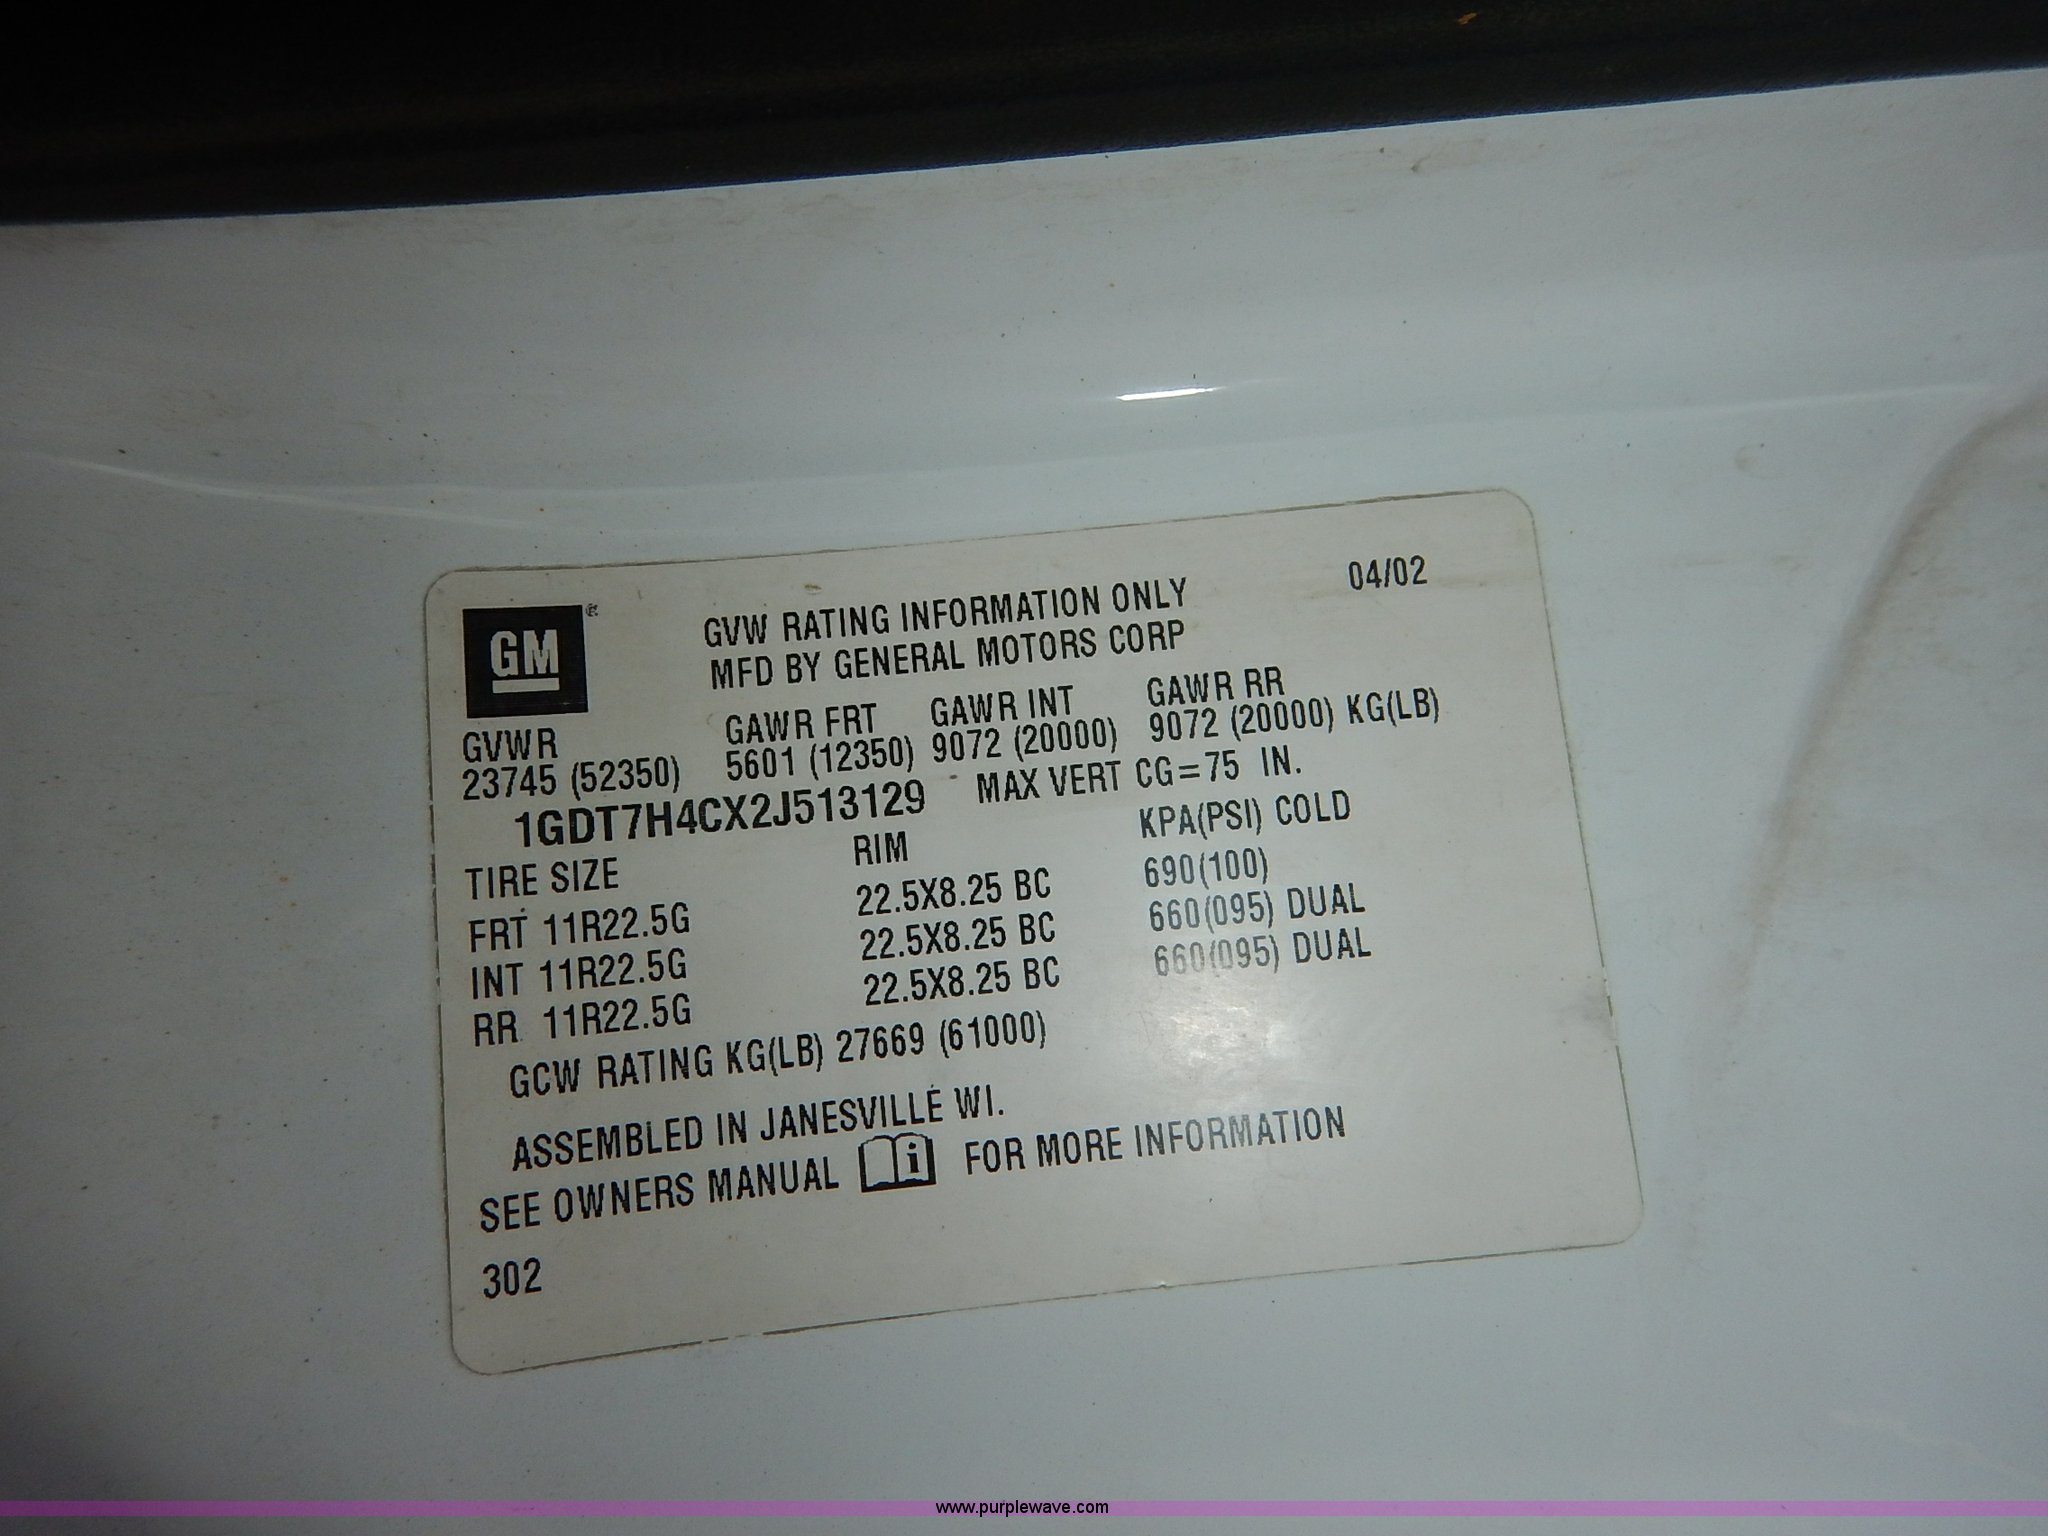 GM®
GVW RATING INFORMATION ONLY 04/02
MFD BY GENERAL MOTORS CORP
GVWR GAWR FRT GAWR INT GAWR RR
23745 (52350) 5601 (12350) 9072 (20000) 9072 (20000) KG(LB)
1GDT7H4CX2J513129 MAX VERT CG=75 IN.
TIRE SIZE RIM KPA(PSI) COLD
FRT 11R22.5G 22.5X8.25 BC 690(100)
INT 11R22.5G 22.5X8.25 BC 660(095) DUAL
RR 11R22.5G 22.5X8.25 BC 660(095) DUAL
GCW RATING KG(LB) 27669 (61000)
ASSEMBLED IN JANESVILLE WI.
SEE OWNERS MANUAL i FOR MORE INFORMATION
302
www.purplewave.com